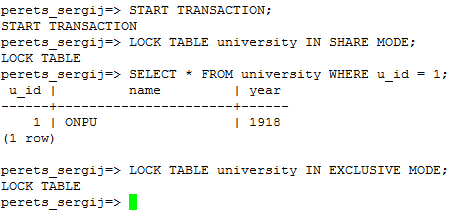 perets_sergij=> START TRANSACTION;
START TRANSACTION
perets_sergij=> LOCK TABLE university IN SHARE MODE;
LOCK TABLE
perets_sergij=> SELECT * FROM university WHERE u_id = 1;
 u_id |         name         | year
------+----------------------+------
    1 | ONPU                 | 1918
(1 row)

perets_sergij=> LOCK TABLE university IN EXCLUSIVE MODE;
LOCK TABLE
perets_sergij=>